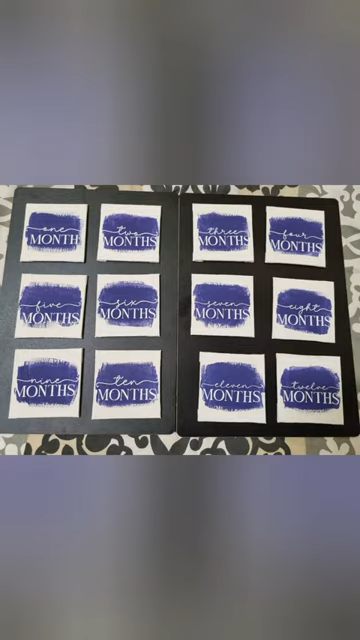 one
MONTH
two
MONTHS
three
MONTHS
four
MONTHS
five
MONTHS
six
MONTHS
seven
MONTHS
eight
MONTHS
nine
MONTHS
ten
MONTHS
eleven
MONTHS
twelve
MONTHS